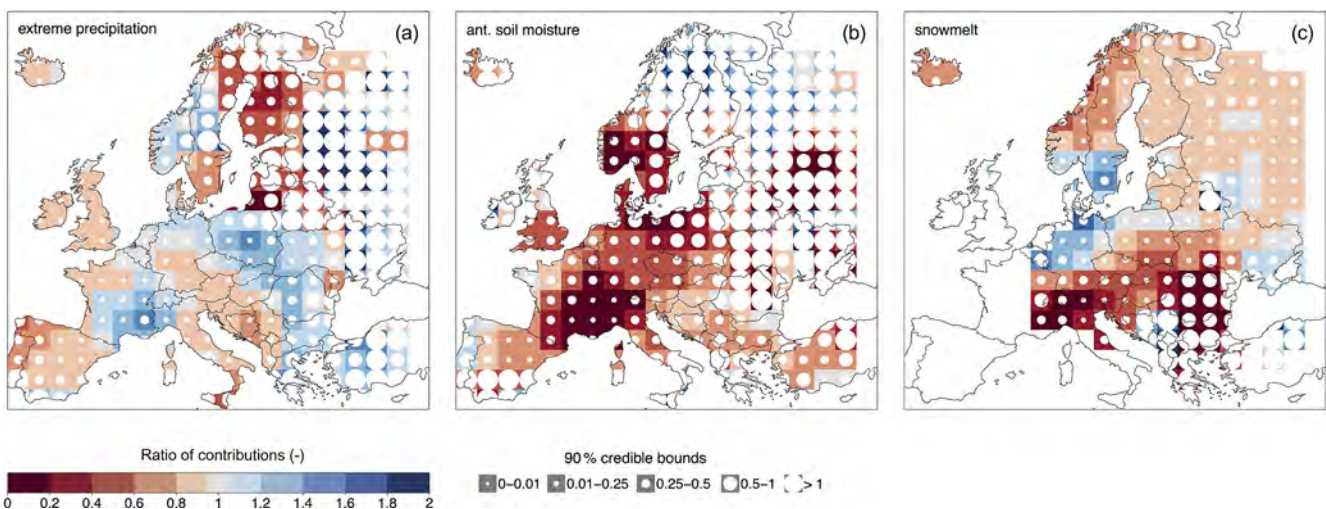 extreme precipitation (a)
ant. soil moisture (b)
snowmelt (c)
Ratio of contributions (-)
0 0.2 0.4 0.6 0.8 1 1.2 1.4 1.6 1.8 2
90 % credible bounds
0–0.01 0.01–0.25 0.25–0.5 0.5–1 > 1